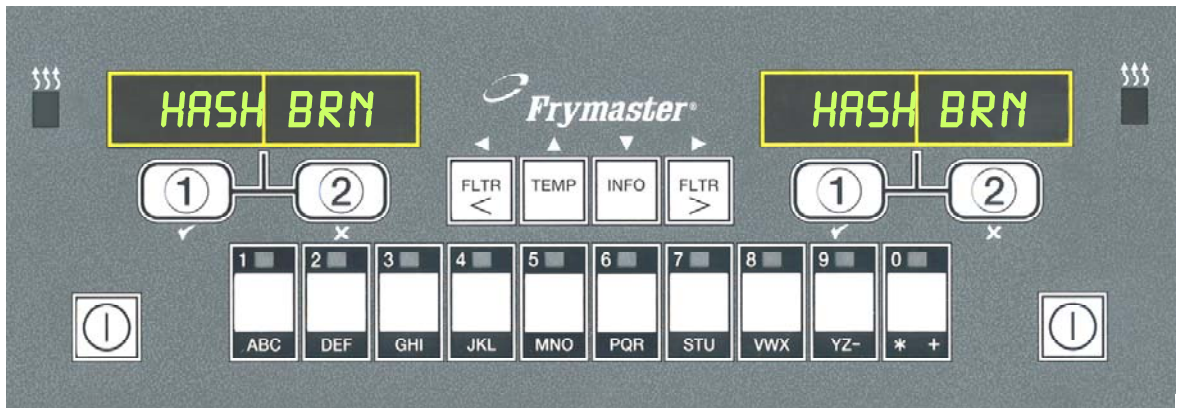 HASH BRN
Frymaster®
HASH BRN
1 2
FLTR < TEMP INFO FLTR >
1 2
1 2 3 4 5 6 7 8 9 0
ABC DEF GHI JKL MNO PQR STU VWX YZ- * +